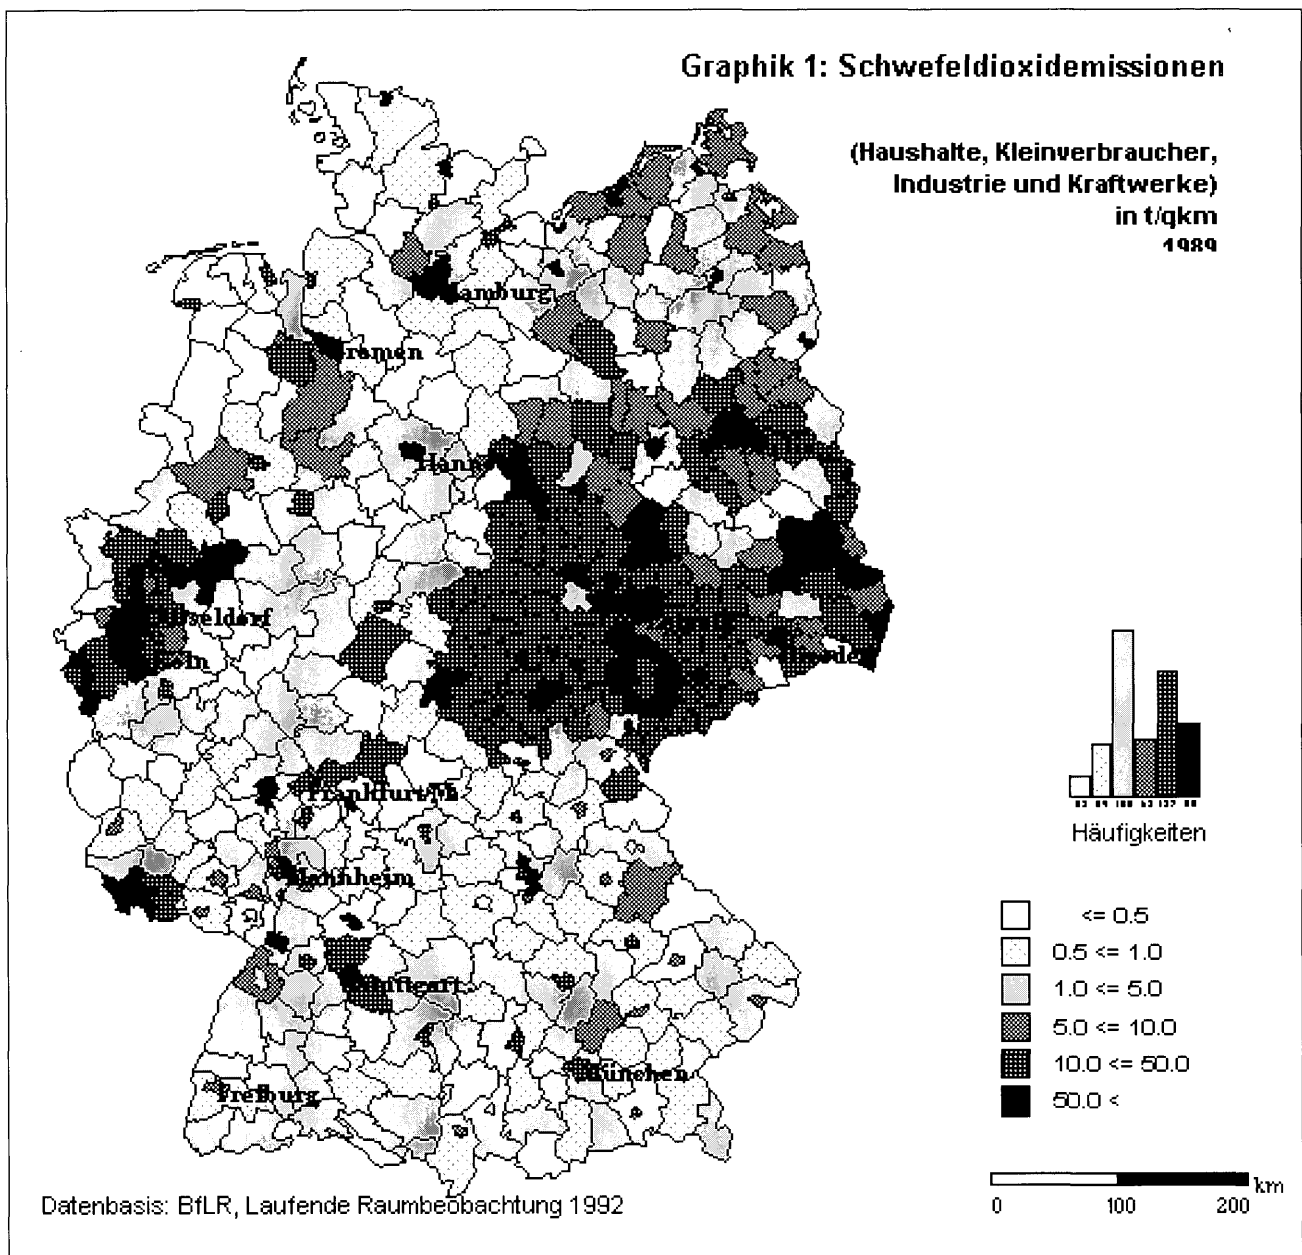 Graphik 1: Schwefeldioxidemissionen
(Haushalte, Kleinverbraucher,
Industrie und Kraftwerke)
in t/qkm
1989
Hamburg
Bremen
Hann
Düsseldorf
Köln
Frankfurt/M
Mannheim
Stuttgart
München
Freiburg
Häufigkeiten
<= 0.5
0.5 <= 1.0
1.0 <= 5.0
5.0 <= 10.0
10.0 <= 50.0
50.0 <
km
0 100 200
Datenbasis: BfLR, Laufende Raumbeobachtung 1992